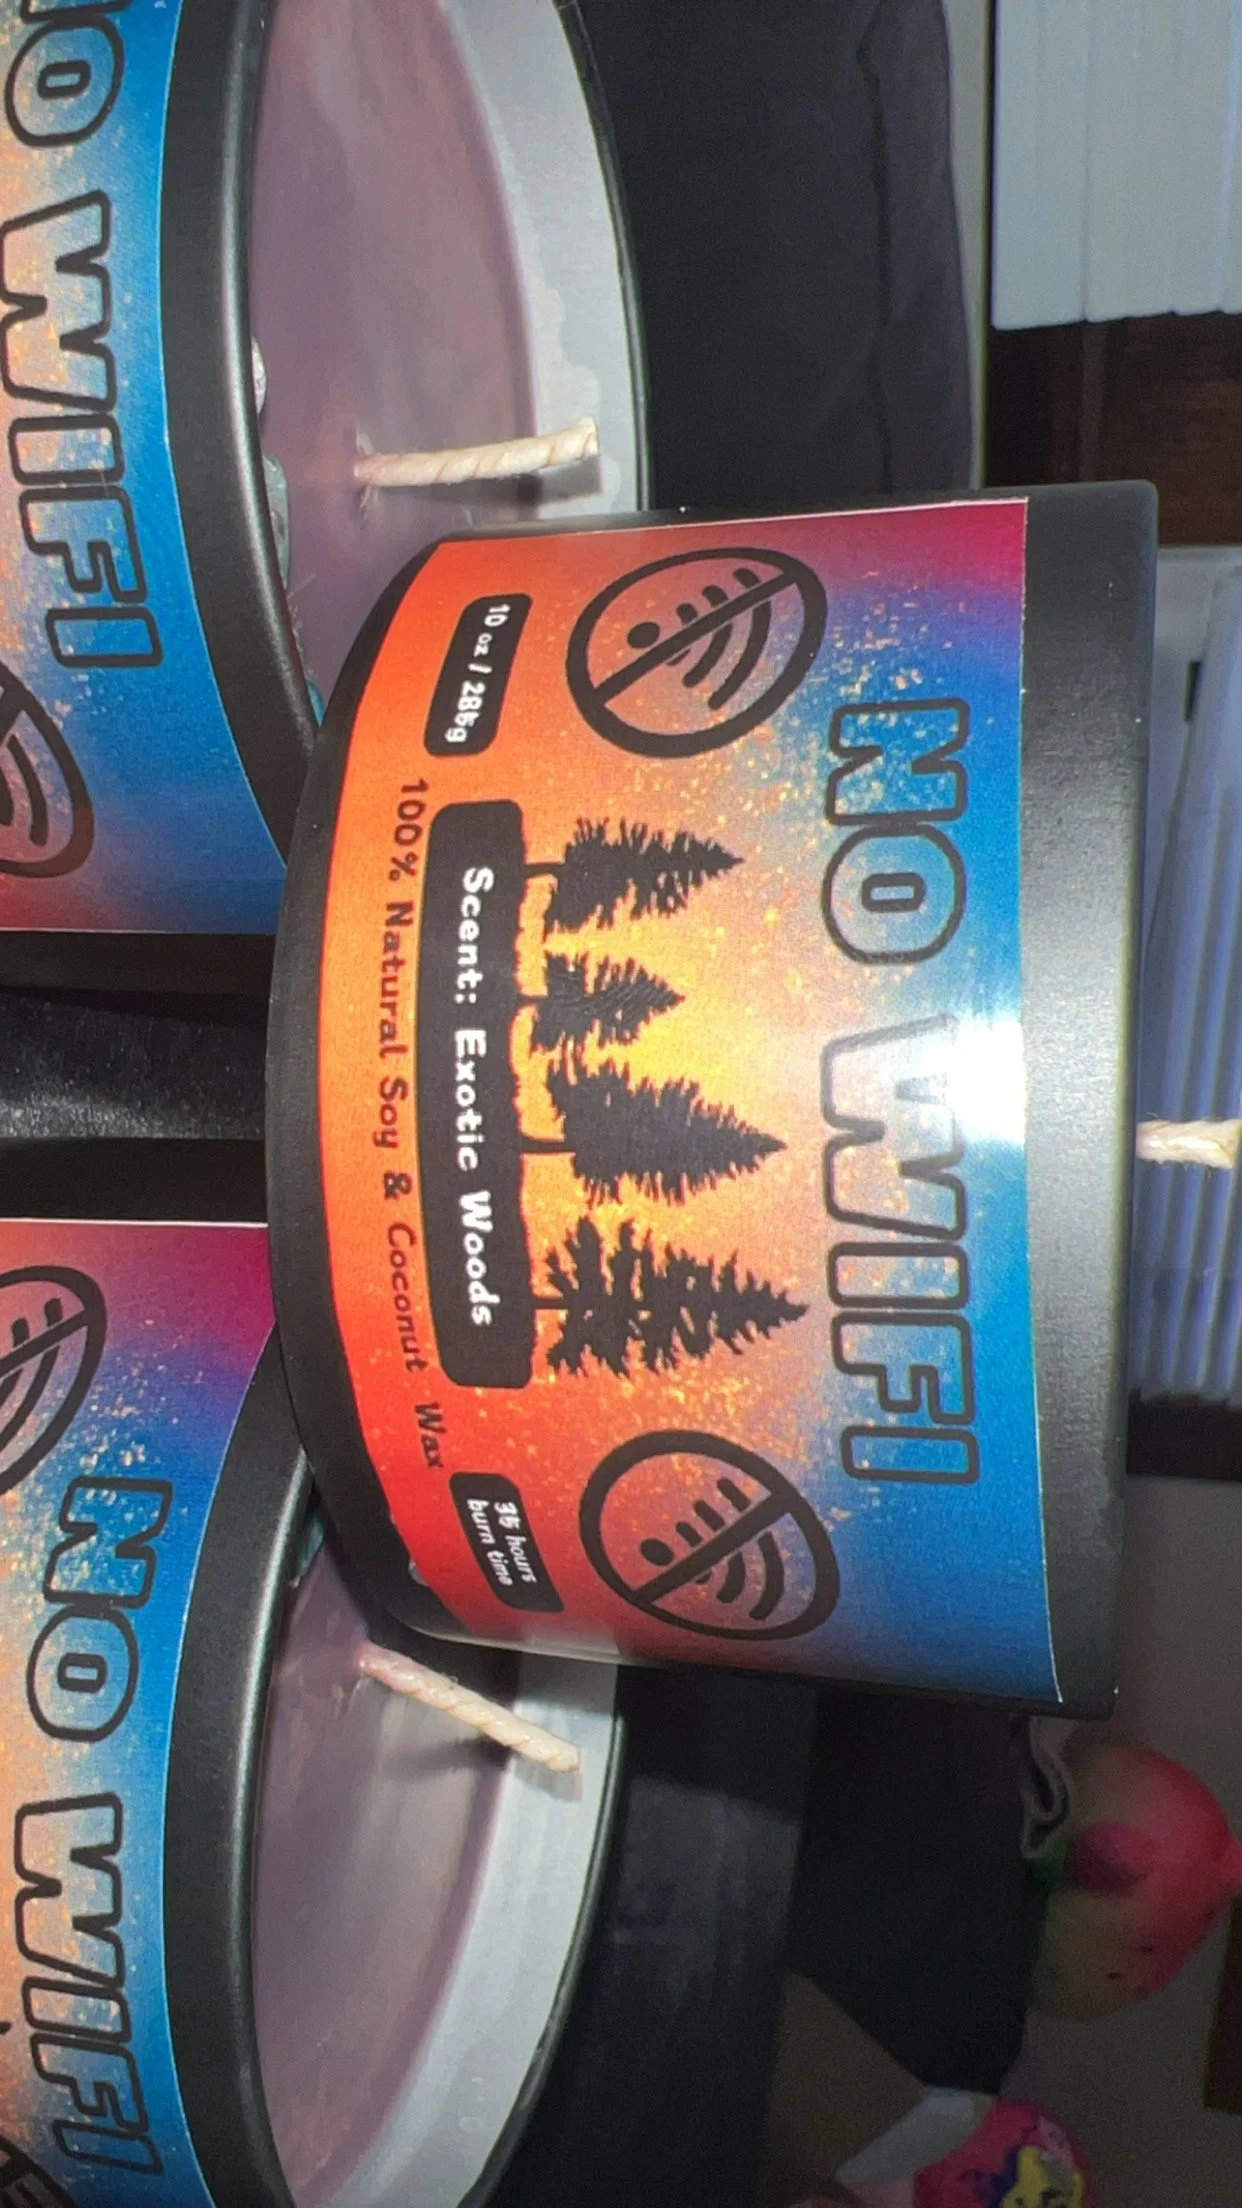 NO WIFI
10 oz / 285g
Scent: Exotic Woods
35 hours
burn time
100% Natural Soy & Coconut Wax
NO WIFI
NO WIFI